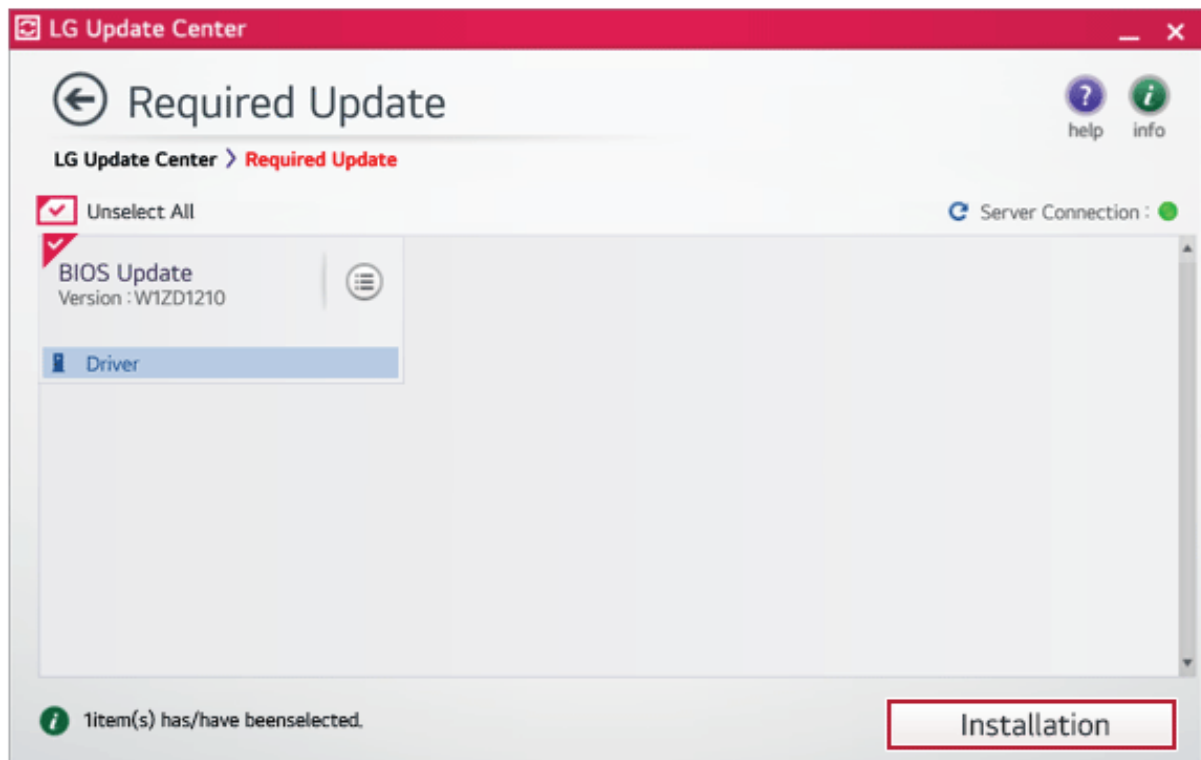 LG Update Center
Required Update
help info
LG Update Center > Required Update
Unselect All
Server Connection :
BIOS Update
Version : W1ZD1210
Driver
1item(s) has/have beenselected.
Installation